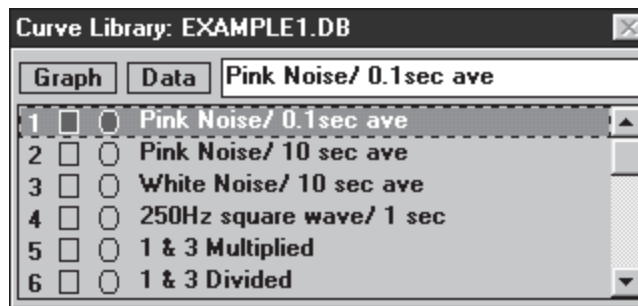 Curve Library: EXAMPLE1.DB
Graph Data Pink Noise/ 0.1sec ave
1 Pink Noise/ 0.1sec ave
2 Pink Noise/ 10 sec ave
3 White Noise/ 10 sec ave
4 250Hz square wave/ 1 sec
5 1 & 3 Multiplied
6 1 & 3 Divided